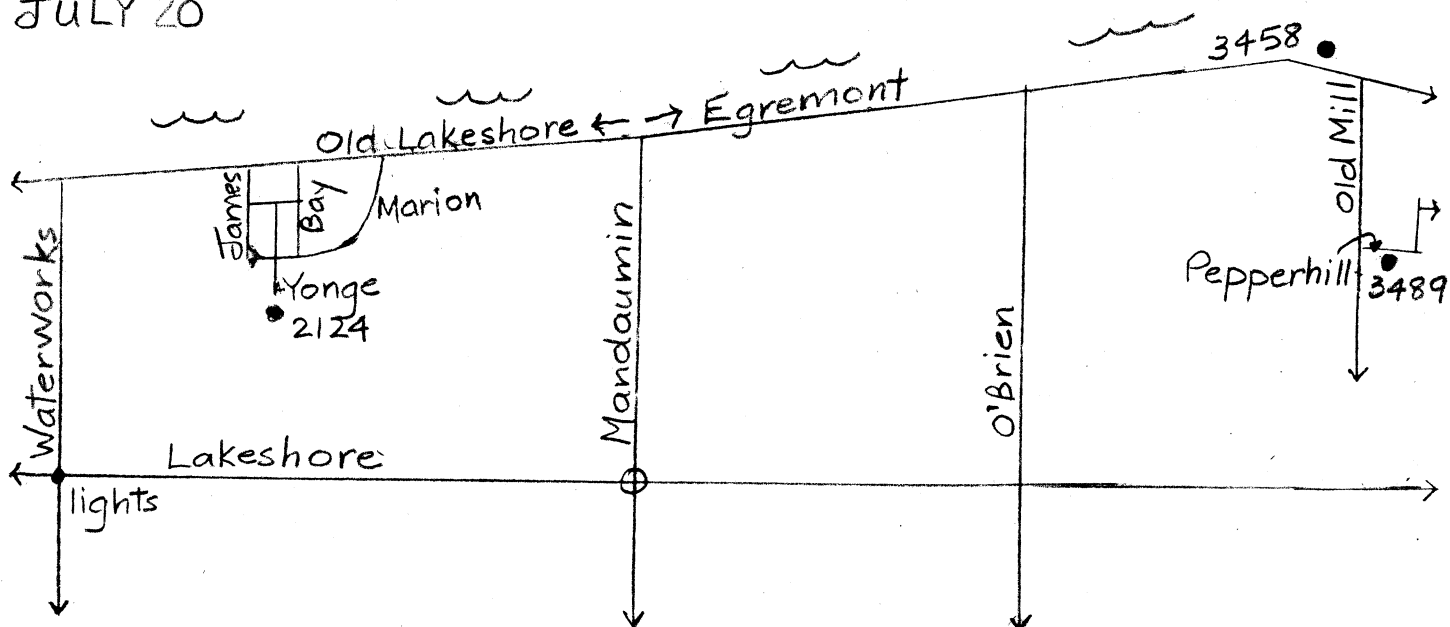 JULY 20
3458
Old Lakeshore ← → Egremont
James
Bay
Marion
Old Mill
Waterworks
Yonge
2124
Mandaumin
O'Brien
Pepperhill
3489
Lakeshore
lights